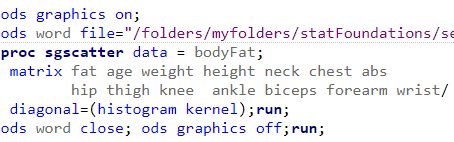 ods graphics on;
ods word file="/folders/myfolders/statFoundations/se
proc sgscatter data = bodyFat;
matrix fat age weight height neck chest abs
hip thigh knee ankle biceps forearm wrist/
diagonal=(histogram kernel);run;
ods word close; ods graphics off;run;